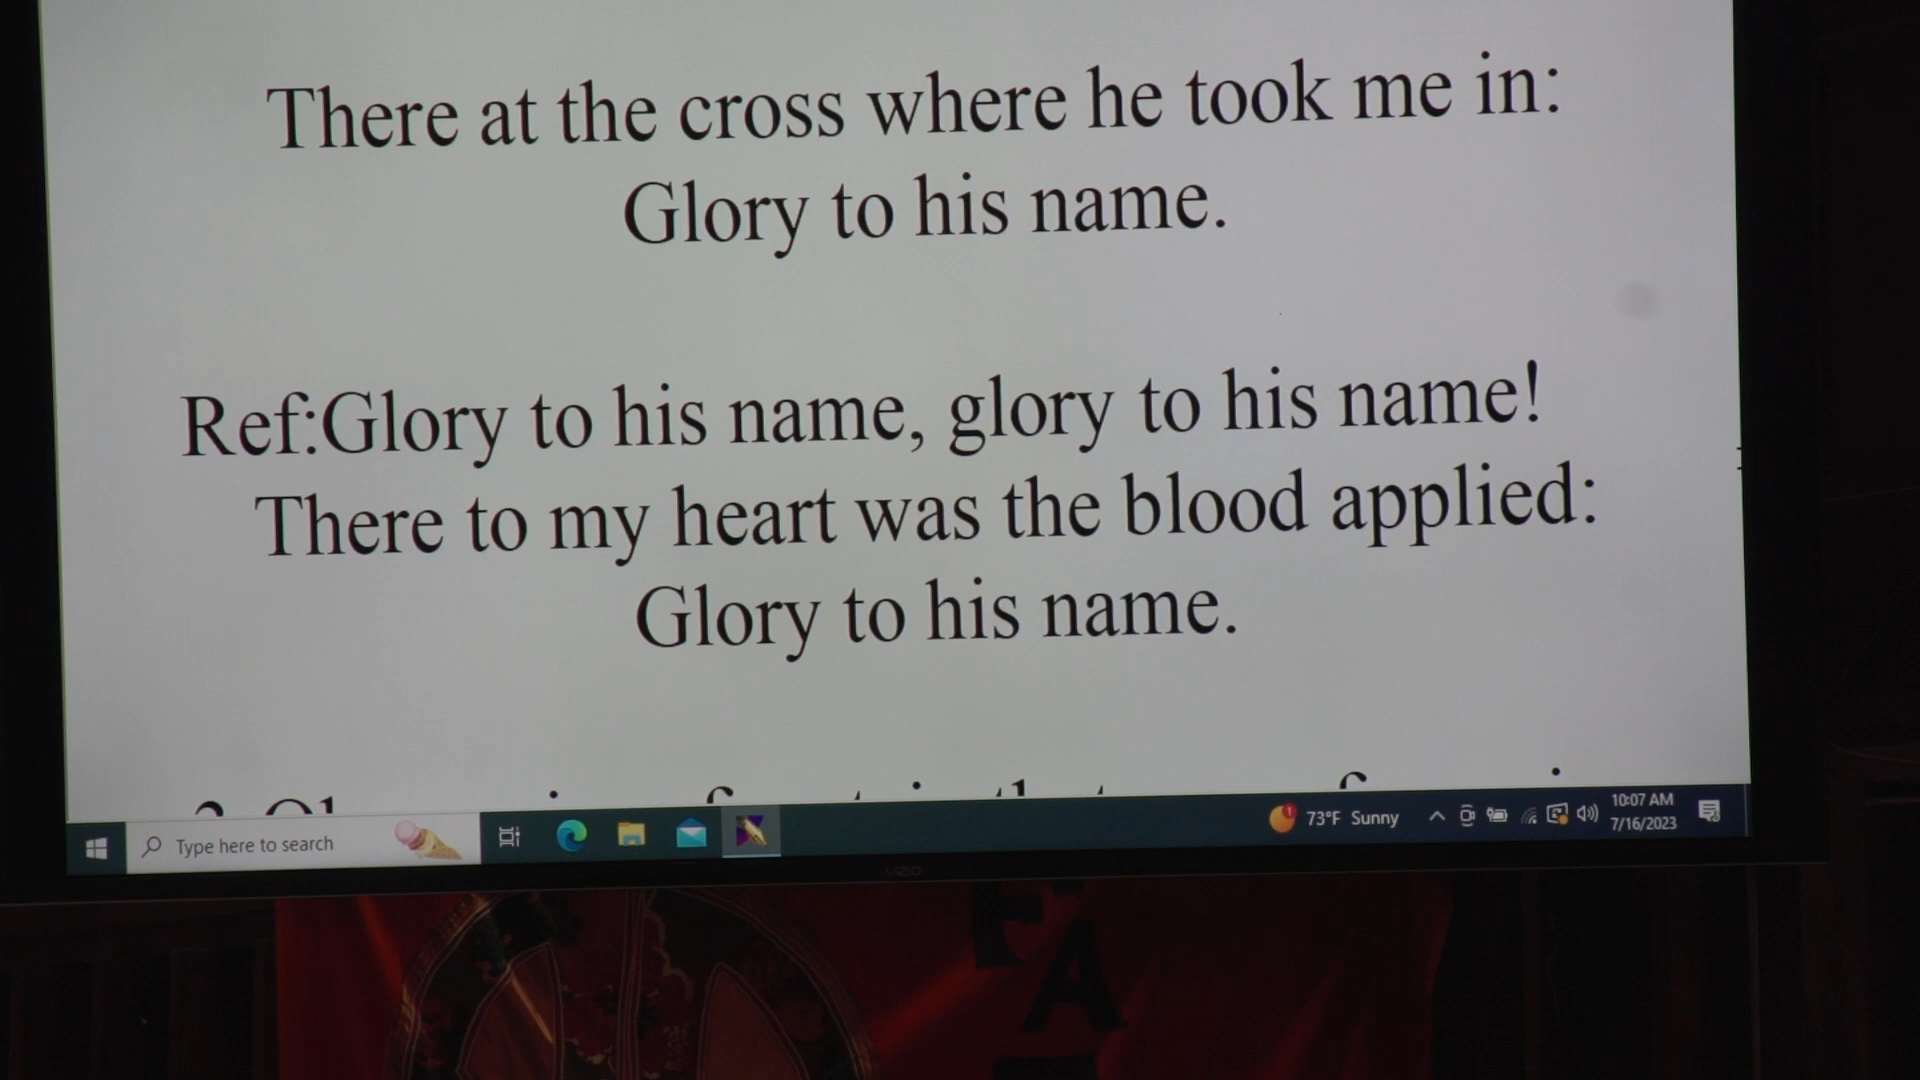 There at the cross where he took me in:
Glory to his name.
Ref:Glory to his name, glory to his name!
There to my heart was the blood applied:
Glory to his name.
Type here to search
1
73°F Sunny
10:07 AM
7/16/2023
VIZIO